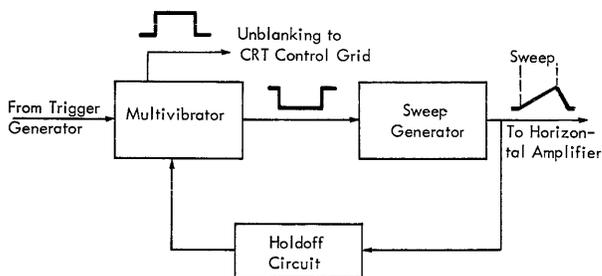 Unblanking to
CRT Control Grid
Sweep
From Trigger
Generator
Multivibrator
Sweep
Generator
To Horizon-
tal Amplifier
Holdoff
Circuit